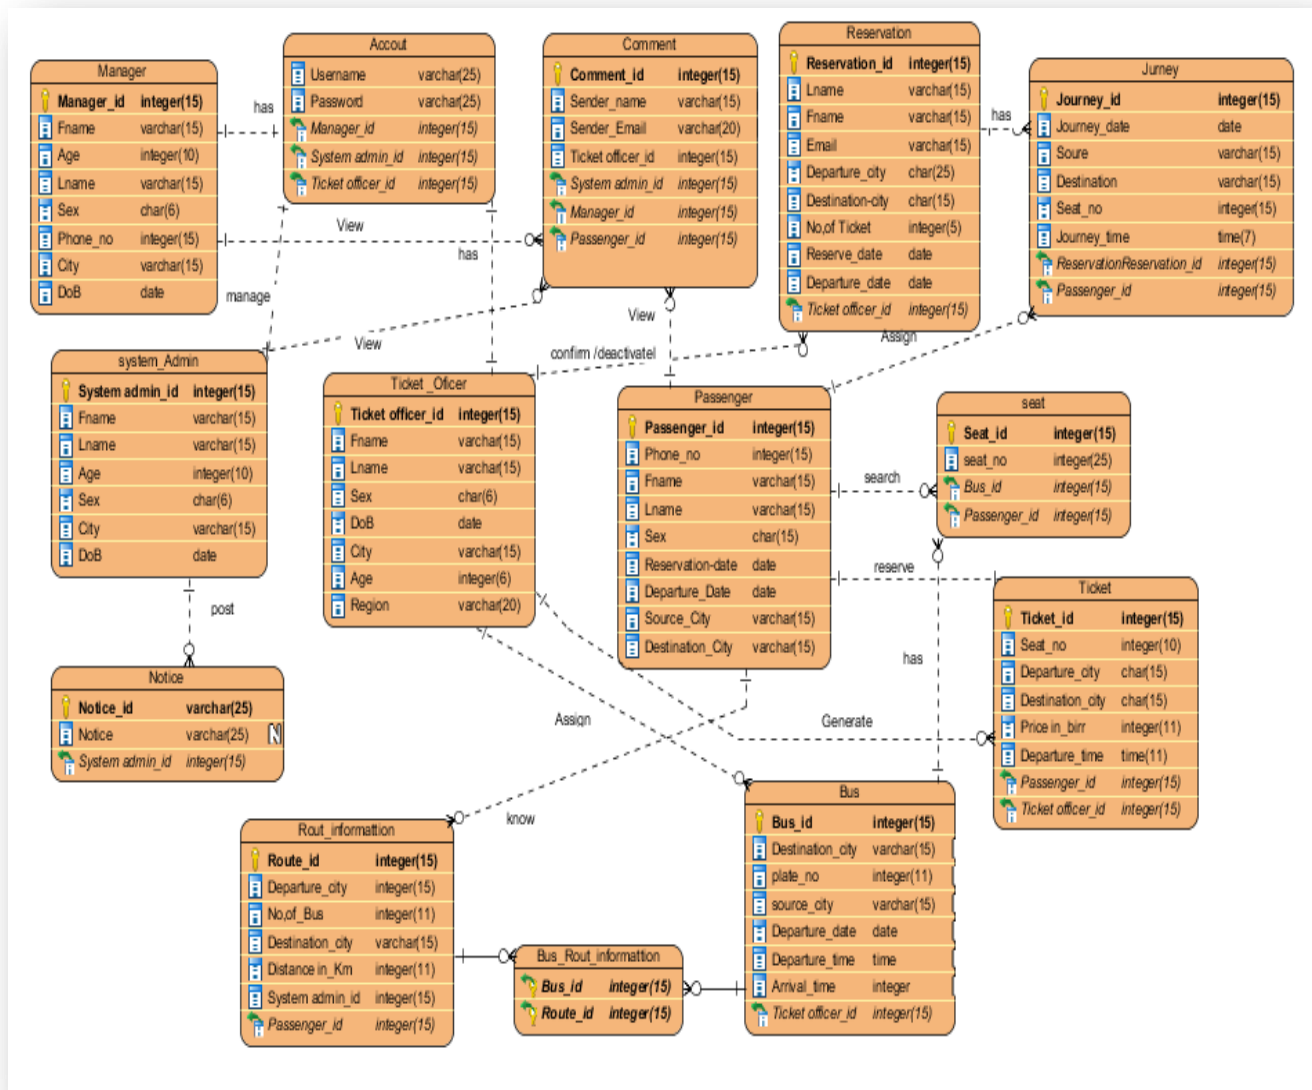 Manager
Manager_id integer(15)
Fname varchar(15)
Age integer(10)
Lname varchar(15)
Sex char(6)
Phone_no integer(15)
City varchar(15)
DoB date
has
Accout
Username varchar(25)
Password varchar(25)
Manager_id integer(15)
System admin_id integer(15)
Ticket officer_id integer(15)
View
has
manage
View
Comment
Comment_id integer(15)
Sender_name varchar(15)
Sender_Email varchar(20)
Ticket officer_id integer(15)
System admin_id integer(15)
Manager_id integer(15)
Passenger_id integer(15)
View
confirm /deactivatel
Reservation
Reservation_id integer(15)
Lname varchar(15)
Fname varchar(15)
Email varchar(15)
Departure_city char(25)
Destination-city char(15)
No,of Ticket integer(5)
Reserve_date date
Departure_date date
Ticket officer_id integer(15)
has
Assign
Jurney
Journey_id integer(15)
Journey_date date
Soure varchar(15)
Destination varchar(15)
Seat_no integer(15)
Journey_time time(7)
ReservationReservation_id integer(15)
Passenger_id integer(15)
system_Admin
System admin_id integer(15)
Fname varchar(15)
Lname varchar(15)
Age integer(10)
Sex char(6)
City varchar(15)
DoB date
post
Ticket_Oficer
Ticket officer_id integer(15)
Fname varchar(15)
Lname varchar(15)
Sex char(6)
DoB date
City varchar(15)
Age integer(6)
Region varchar(20)
Passenger
Passenger_id integer(15)
Phone_no integer(15)
Fname varchar(15)
Lname varchar(15)
Sex char(15)
Reservation-date date
Departure_Date date
Source_City varchar(15)
Destination_City varchar(15)
search
reserve
seat
Seat_id integer(15)
seat_no integer(25)
Bus_id integer(15)
Passenger_id integer(15)
has
Ticket
Ticket_id integer(15)
Seat_no integer(10)
Departure_city char(15)
Destination_city char(15)
Price in_birr integer(11)
Departure_time time(11)
Passenger_id integer(15)
Ticket officer_id integer(15)
Notice
Notice_id varchar(25)
Notice varchar(25) N
System admin_id integer(15)
Assign
Generate
know
Rout_informattion
Route_id integer(15)
Departure_city integer(15)
No,of_Bus integer(11)
Destination_city varchar(15)
Distance in_Km integer(11)
System admin_id integer(15)
Passenger_id integer(15)
Bus_Rout_informattion
Bus_id integer(15)
Route_id integer(15)
Bus
Bus_id integer(15)
Destination_city varchar(15)
plate_no integer(11)
source_city varchar(15)
Departure_date date
Departure_time time
Arrival_time integer
Ticket officer_id integer(15)